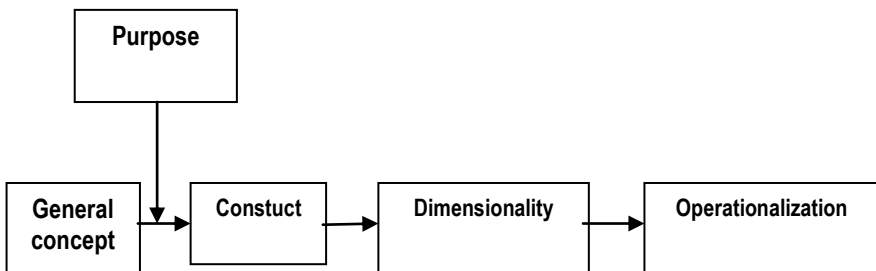 Purpose
General
concept
Constuct
Dimensionality
Operationalization